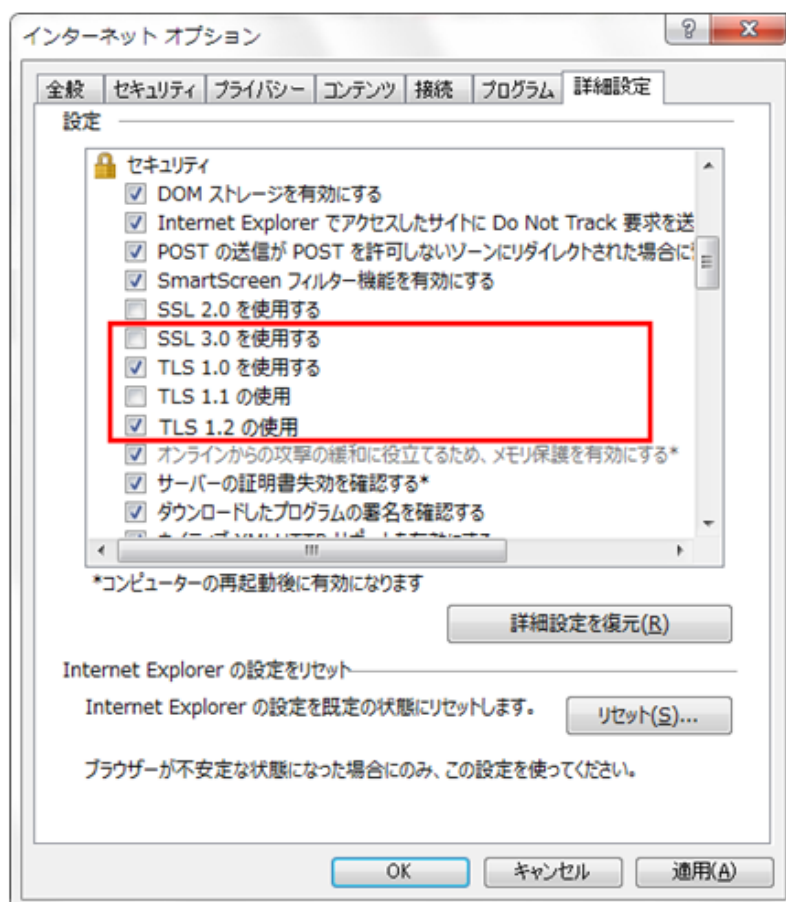 インターネット オプション
全般 セキュリティ プライバシー コンテンツ 接続 プログラム 詳細設定
設定
セキュリティ
DOM ストレージを有効にする
Internet Explorer でアクセスしたサイトに Do Not Track 要求を送
POST の送信が POST を許可しないゾーンにリダイレクトされた場合に
SmartScreen フィルター機能を有効にする
SSL 2.0 を使用する
SSL 3.0 を使用する
TLS 1.0 を使用する
TLS 1.1 の使用
TLS 1.2 の使用
オンラインからの攻撃の緩和に役立てるため、メモリ保護を有効にする*
サーバーの証明書失効を確認する*
ダウンロードしたプログラムの署名を確認する
*コンピューターの再起動後に有効になります
詳細設定を復元(R)
Internet Explorer の設定をリセット
Internet Explorer の設定を既定の状態にリセットします。
リセット(S)...
ブラウザーが不安定な状態になった場合にのみ、この設定を使ってください。
OK キャンセル 適用(A)